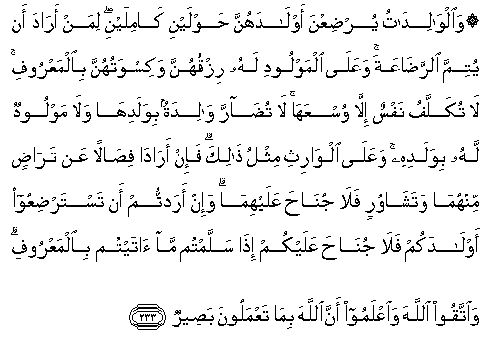 ۞ وَٱلْوَٰلِدَٰتُ يُرْضِعْنَ أَوْلَٰدَهُنَّ حَوْلَيْنِ كَامِلَيْنِ ۖ لِمَنْ أَرَادَ أَن
يُتِمَّ ٱلرَّضَاعَةَ ۚ وَعَلَى ٱلْمَوْلُودِ لَهُۥ رِزْقُهُنَّ وَكِسْوَتُهُنَّ بِٱلْمَعْرُوفِ ۚ
لَا تُكَلَّفُ نَفْسٌ إِلَّا وُسْعَهَا ۚ لَا تُضَآرَّ وَٰلِدَةٌۢ بِوَلَدِهَا وَلَا مَوْلُودٌ
لَّهُۥ بِوَلَدِهِۦ ۚ وَعَلَى ٱلْوَارِثِ مِثْلُ ذَٰلِكَ ۗ فَإِنْ أَرَادَا فِصَالًا عَن تَرَاضٍ
مِّنْهُمَا وَتَشَاوُرٍ فَلَا جُنَاحَ عَلَيْهِمَا ۗ وَإِنْ أَرَدتُّمْ أَن تَسْتَرْضِعُوٓا۟
أَوْلَٰدَكُمْ فَلَا جُنَاحَ عَلَيْكُمْ إِذَا سَلَّمْتُم مَّآ ءَاتَيْتُم بِٱلْمَعْرُوفِ ۗ
وَٱتَّقُوا۟ ٱللَّهَ وَٱعْلَمُوٓا۟ أَنَّ ٱللَّهَ بِمَا تَعْمَلُونَ بَصِيرٌ ٢٣٣